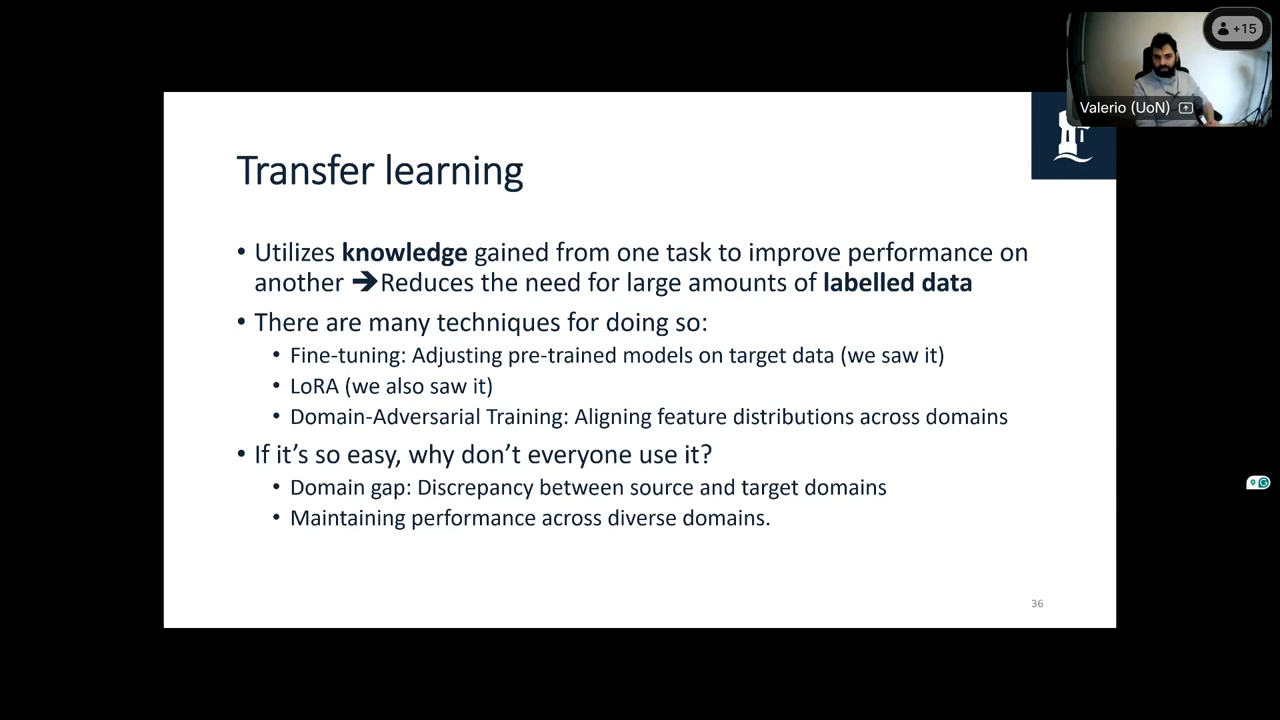 +15
Valerio (UoN)
Transfer learning
• Utilizes knowledge gained from one task to improve performance on
another ➔Reduces the need for large amounts of labelled data
• There are many techniques for doing so:
• Fine-tuning: Adjusting pre-trained models on target data (we saw it)
• LoRA (we also saw it)
• Domain-Adversarial Training: Aligning feature distributions across domains
• If it’s so easy, why don’t everyone use it?
• Domain gap: Discrepancy between source and target domains
• Maintaining performance across diverse domains.
36